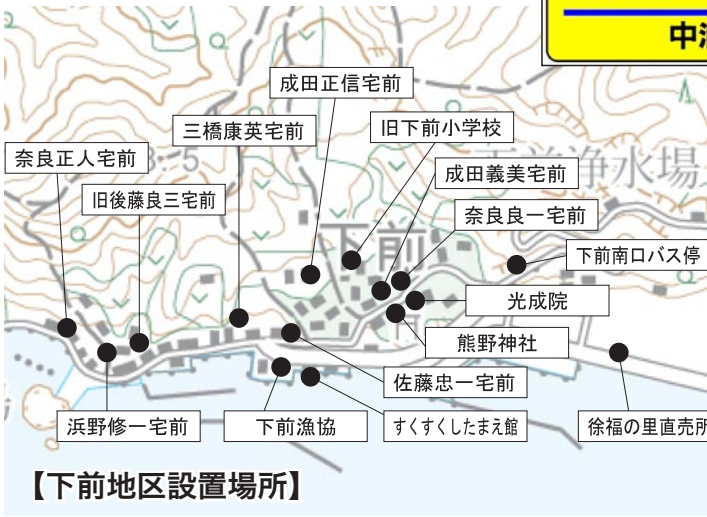 中
成田正信宅前
三橋康英宅前
旧下前小学校
奈良正人宅前
成田義美宅前
旧後藤良三宅前
奈良良一宅前
下前
浄水場
下前南口バス停
光成院
熊野神社
佐藤忠一宅前
浜野修一宅前
下前漁協
すくすくしたまえ館
徐福の里直売所
【下前地区設置場所】